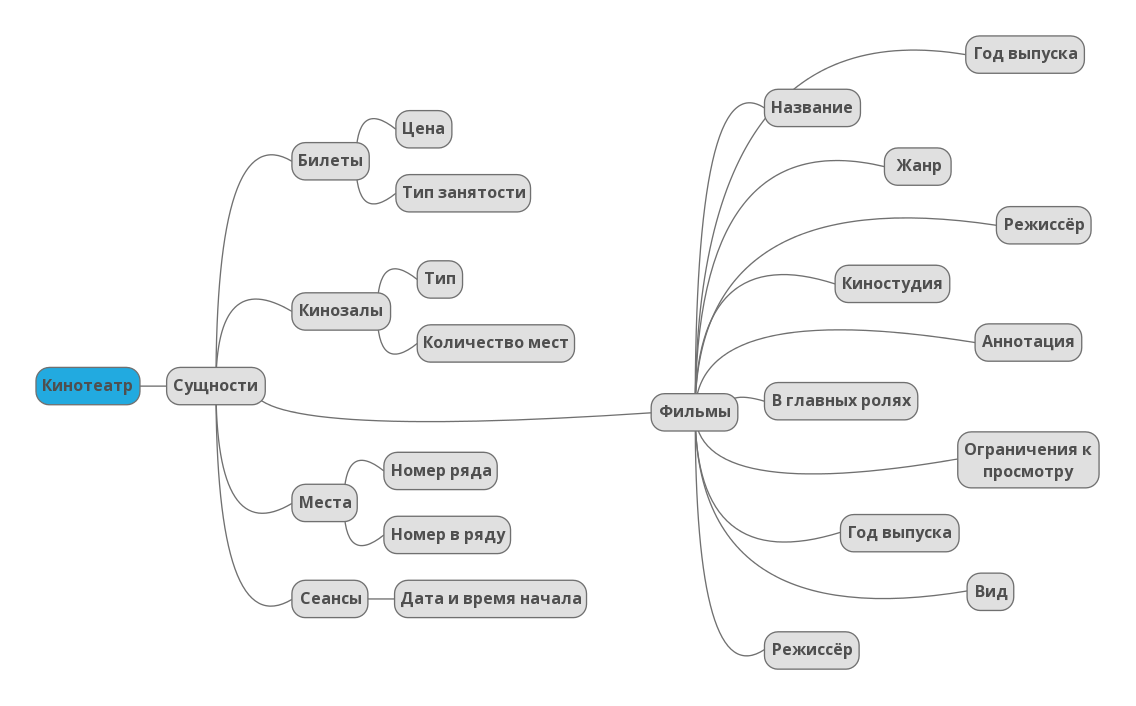 Кинотеатр
Сущности
Билеты
Цена
Тип занятости
Кинозалы
Тип
Количество мест
Места
Номер ряда
Номер в ряду
Сеансы
Дата и время начала
Фильмы
Год выпуска
Название
Жанр
Режиссёр
Киностудия
Аннотация
В главных ролях
Ограничения к
просмотру
Год выпуска
Вид
Режиссёр